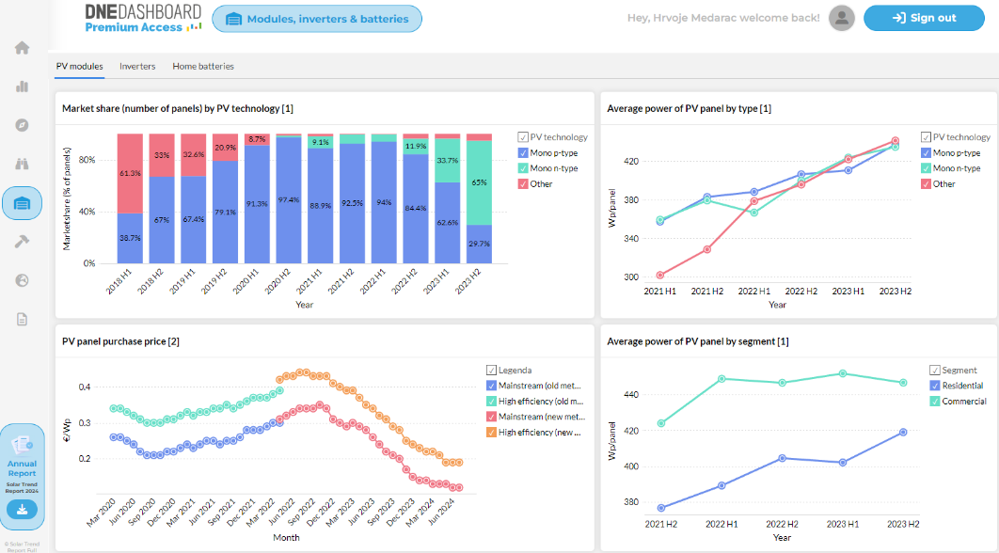 DNEDASHBOARD
Premium Access
Modules, inverters & batteries
Hey, Hrvoje Medarac welcome back!
Sign out
PV modules
Inverters
Home batteries
Market share (number of panels) by PV technology [1]
Marketshare (% of panels)
80%
40%
0%
61.3%
38.7%
33%
67%
32.6%
67.4%
20.9%
79.1%
8.7%
91.3%
97.4%
9.1%
88.9%
92.5%
94%
11.9%
84.4%
33.7%
62.6%
65%
29.7%
2018 H1
2018 H2
2019 H1
2019 H2
2020 H1
2020 H2
2021 H1
2021 H2
2022 H1
2022 H2
2023 H1
2023 H2
Year
PV technology
Mono p-type
Mono n-type
Other
Average power of PV panel by type [1]
Wp/panel
420
380
340
300
2021 H1
2021 H2
2022 H1
2022 H2
2023 H1
2023 H2
Year
PV technology
Mono p-type
Mono n-type
Other
PV panel purchase price [2]
€/Wp
0.4
0.3
0.2
Mar 2020
Jun 2020
Sep 2020
Dec 2020
Mar 2021
Jun 2021
Sep 2021
Dec 2021
Mar 2022
Jun 2022
Sep 2022
Dec 2022
Mar 2023
Jun 2023
Sep 2023
Dec 2023
Mar 2024
Jun 2024
Month
Legenda
Mainstream (old met...
High efficiency (old m...
Mainstream (new met...
High efficiency (new ...
Average power of PV panel by segment [1]
Wp/panel
440
420
400
380
2021 H2
2022 H1
2022 H2
2023 H1
2023 H2
Year
Segment
Residential
Commercial
Annual
Report
Solar Trend
Report 2024
© Solar Trend
Report Full